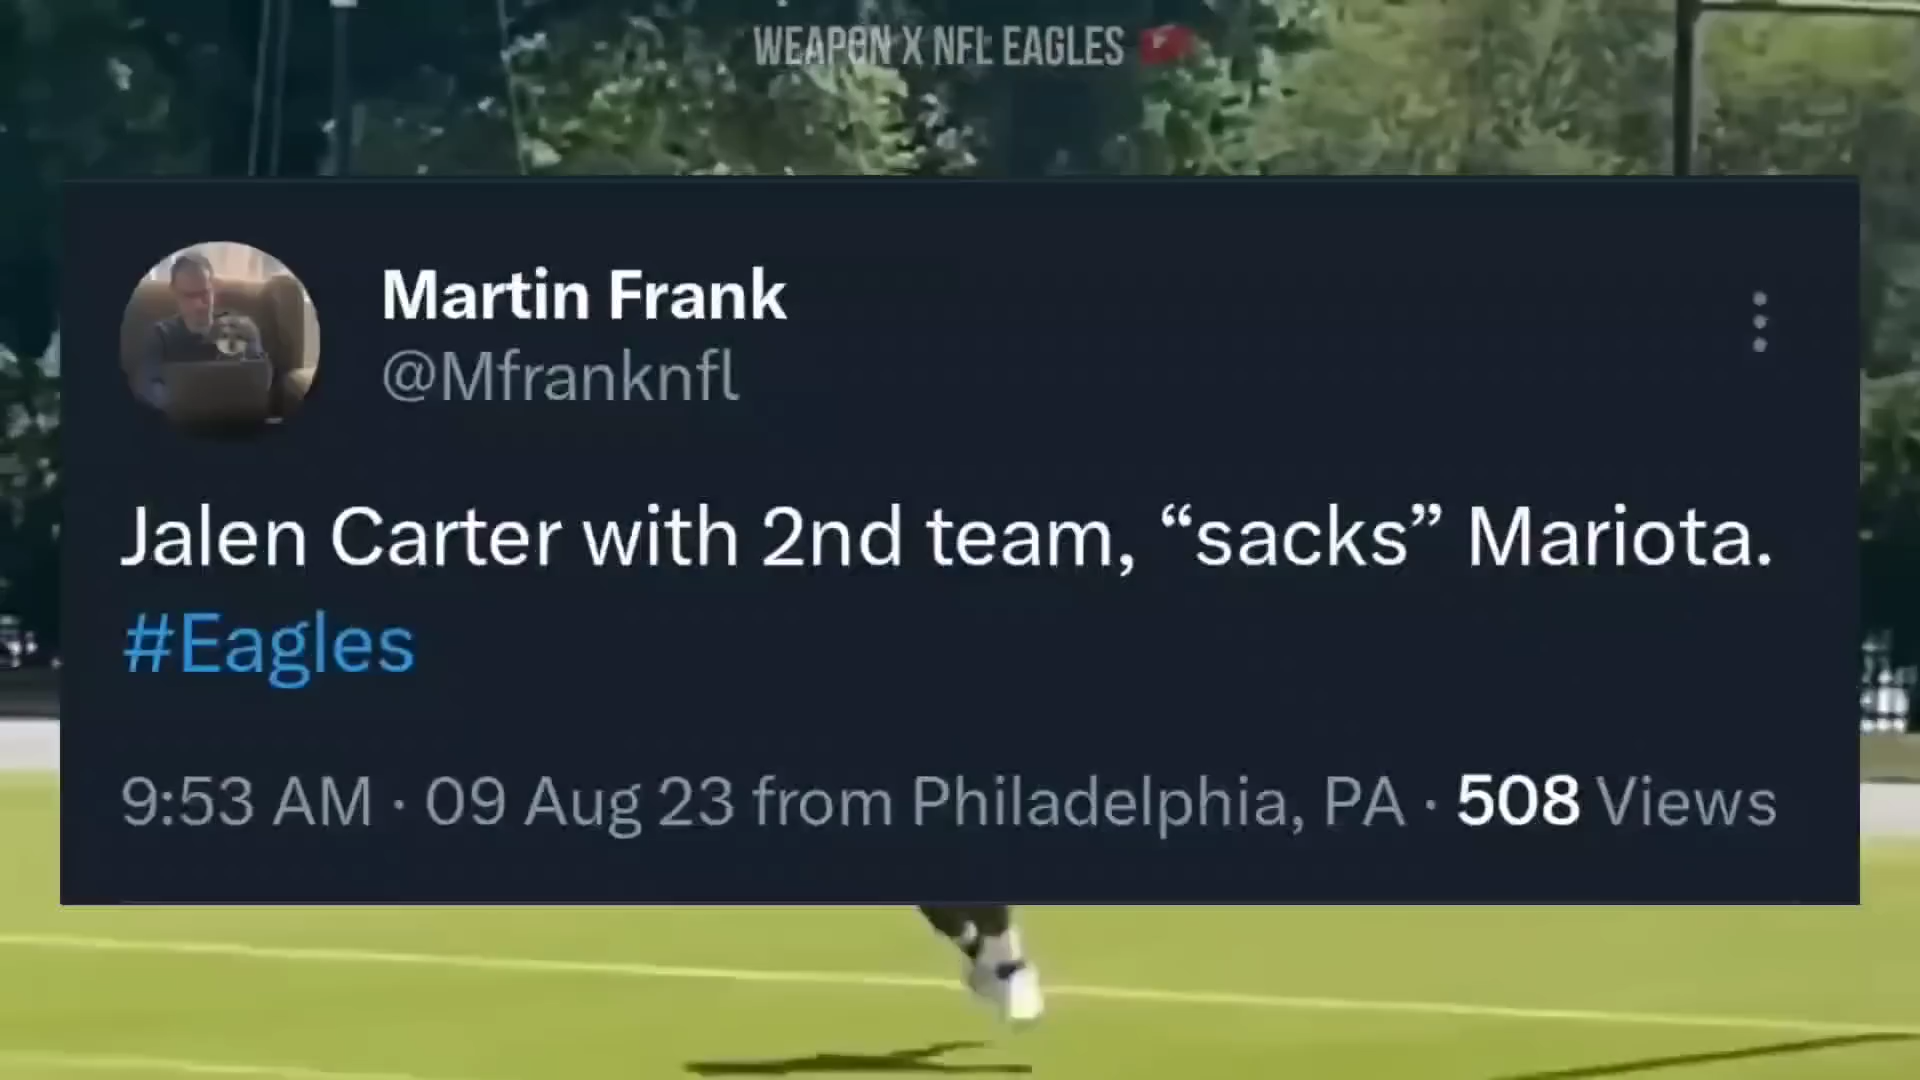 WEAPON X NFL EAGLES
Martin Frank
@Mfranknfl
Jalen Carter with 2nd team, “sacks” Mariota.
#Eagles
9:53 AM · 09 Aug 23 from Philadelphia, PA · 508 Views